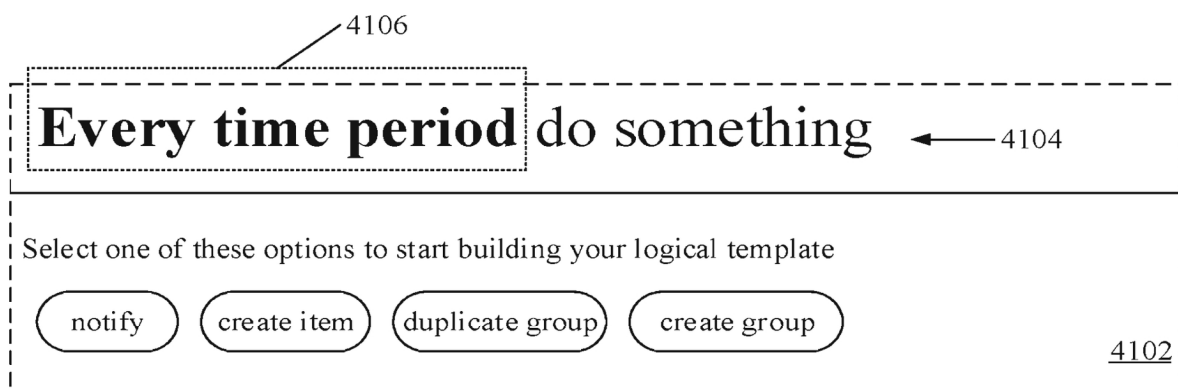 4106
Every time period do something 4104
Select one of these options to start building your logical template
notify create item duplicate group create group
4102